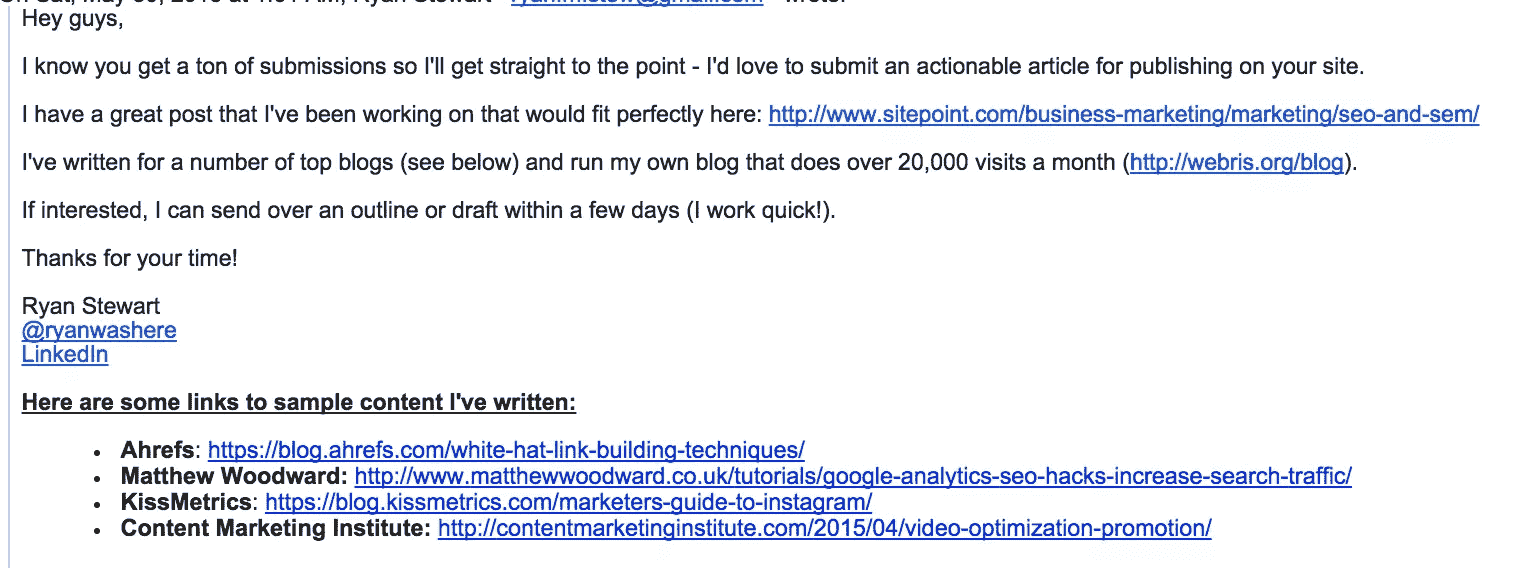 Ryan Stewart
wrote:
Hey guys,
I know you get a ton of submissions so I'll get straight to the point - I'd love to submit an actionable article for publishing on your site.
I have a great post that I've been working on that would fit perfectly here: http://www.sitepoint.com/business-marketing/marketing/seo-and-sem/
I've written for a number of top blogs (see below) and run my own blog that does over 20,000 visits a month (http://webris.org/blog).
If interested, I can send over an outline or draft within a few days (I work quick!).
Thanks for your time!
Ryan Stewart
@ryanwashere
LinkedIn
Here are some links to sample content I've written:
• Ahrefs: https://blog.ahrefs.com/white-hat-link-building-techniques/
• Matthew Woodward: http://www.matthewwoodward.co.uk/tutorials/google-analytics-seo-hacks-increase-search-traffic/
• KissMetrics: https://blog.kissmetrics.com/marketers-guide-to-instagram/
• Content Marketing Institute: http://contentmarketinginstitute.com/2015/04/video-optimization-promotion/